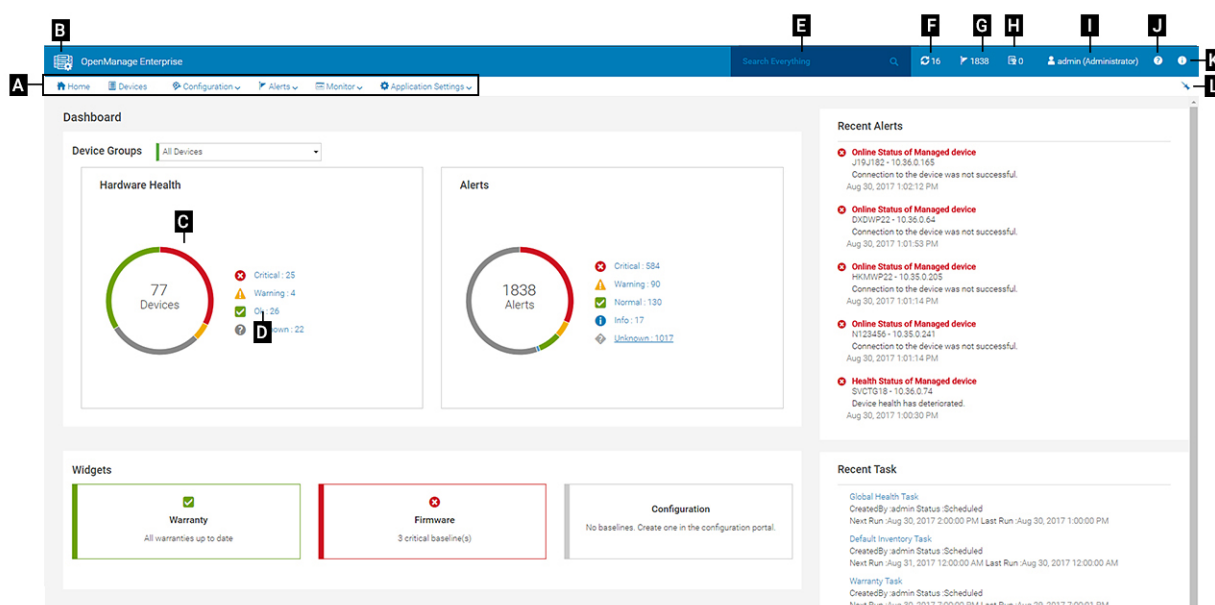 B
E
F
G
H
I
J
OpenManage Enterprise
Search Everything
16
1838
0
admin (Administrator)
K
A
Home
Devices
Configuration
Alerts
Monitor
Application Settings
L
Dashboard
Device Groups
All Devices
Hardware Health
C
77
Devices
Critical : 25
Warning : 4
: 26
D
: 22
Alerts
1838
Alerts
Critical : 584
Warning : 90
Normal : 130
Info : 17
Unknown : 1017
Recent Alerts
Online Status of Managed device
J19J182 - 10.36.0.165
Connection to the device was not successful.
Aug 30, 2017 1:02:12 PM
Online Status of Managed device
DXDWP22 - 10.36.0.64
Connection to the device was not successful.
Aug 30, 2017 1:01:53 PM
Online Status of Managed device
HKMWP22 - 10.35.0.205
Connection to the device was not successful.
Aug 30, 2017 1:01:14 PM
Online Status of Managed device
N123456 - 10.35.0.241
Connection to the device was not successful.
Aug 30, 2017 1:01:14 PM
Health Status of Managed device
SVCTG18 - 10.36.0.74
Device health has deteriorated.
Aug 30, 2017 1:00:30 PM
Widgets
Warranty
All warranties up to date
Firmware
3 critical baseline(s)
Configuration
No baselines. Create one in the configuration portal.
Recent Task
Global Health Task
CreatedBy :admin Status :Scheduled
Next Run :Aug 30, 2017 2:00:00 PM Last Run :Aug 30, 2017 1:00:00 PM
Default Inventory Task
CreatedBy :admin Status :Scheduled
Next Run :Aug 31, 2017 12:00:00 AM Last Run :Aug 30, 2017 12:00:00 AM
Warranty Task
CreatedBy :admin Status :Scheduled